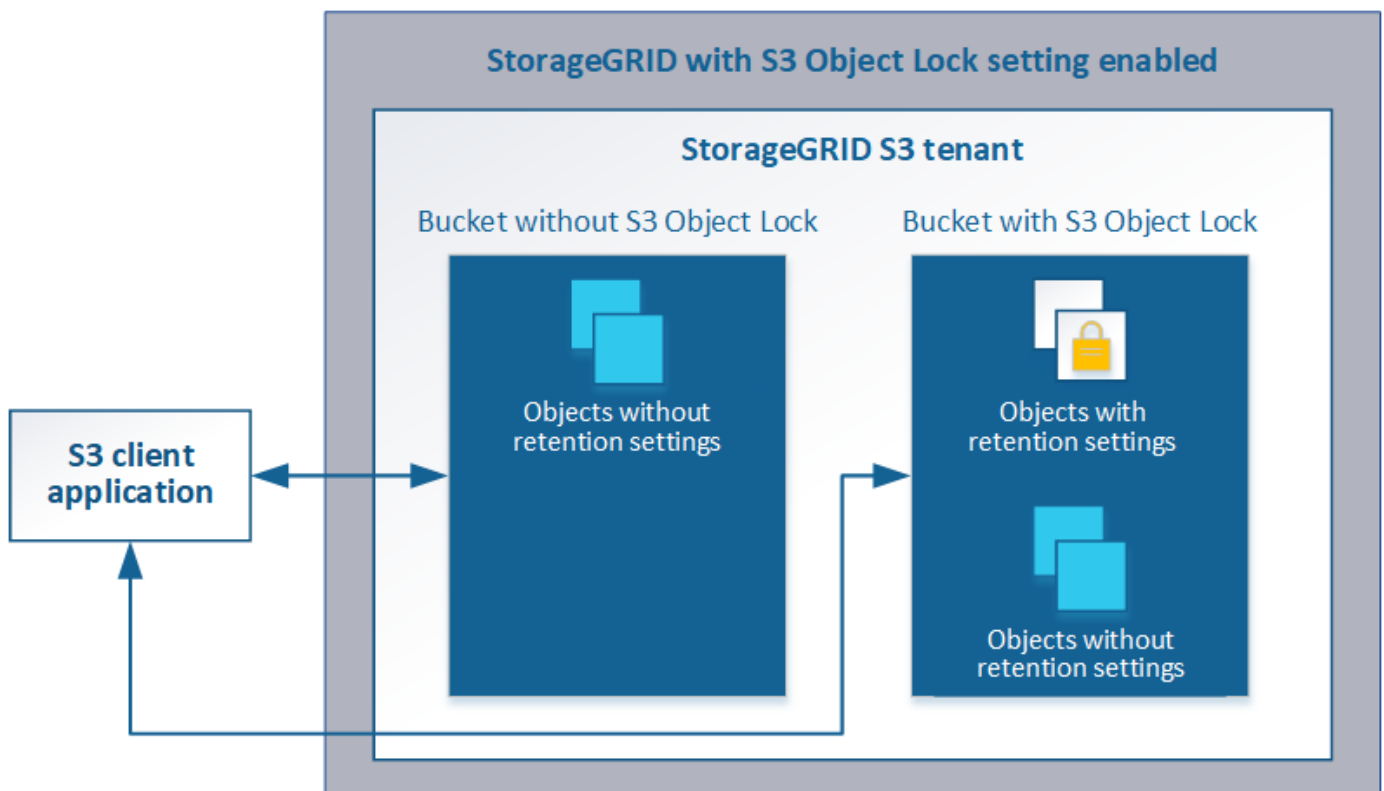 StorageGRID with S3 Object Lock setting enabled
StorageGRID S3 tenant
Bucket without S3 Object Lock
Bucket with S3 Object Lock
Objects without
retention settings
Objects with
retention settings
S3 client
application
Objects without
retention settings